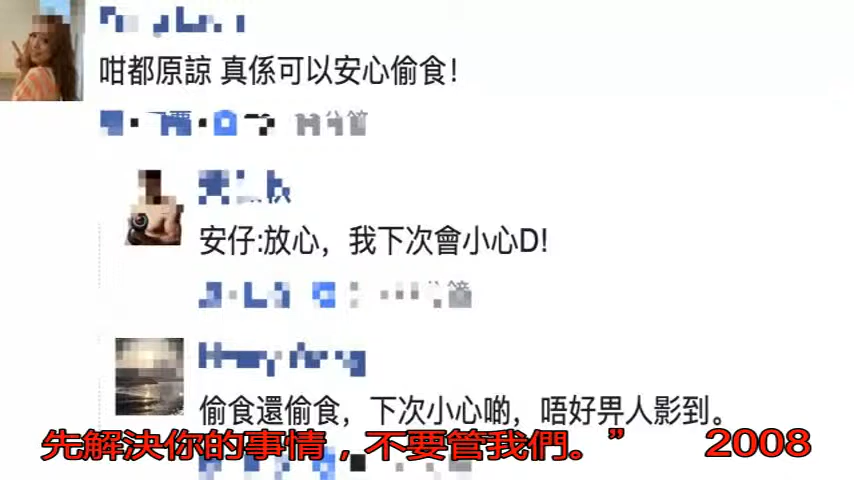 咁都原諒 真係可以安心偷食!
安仔:放心，我下次會小心D!
偷食還偷食，下次小心啲，唔好畀人影到。
先解決你的事情，不要管我們。” 2008